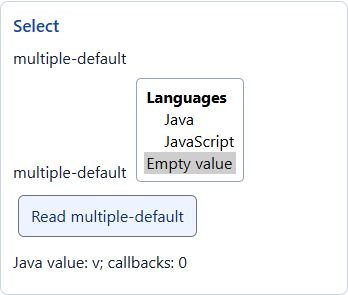 Select
multiple-default
Languages
Java
JavaScript
Empty value
multiple-default
Read multiple-default
Java value: v; callbacks: 0